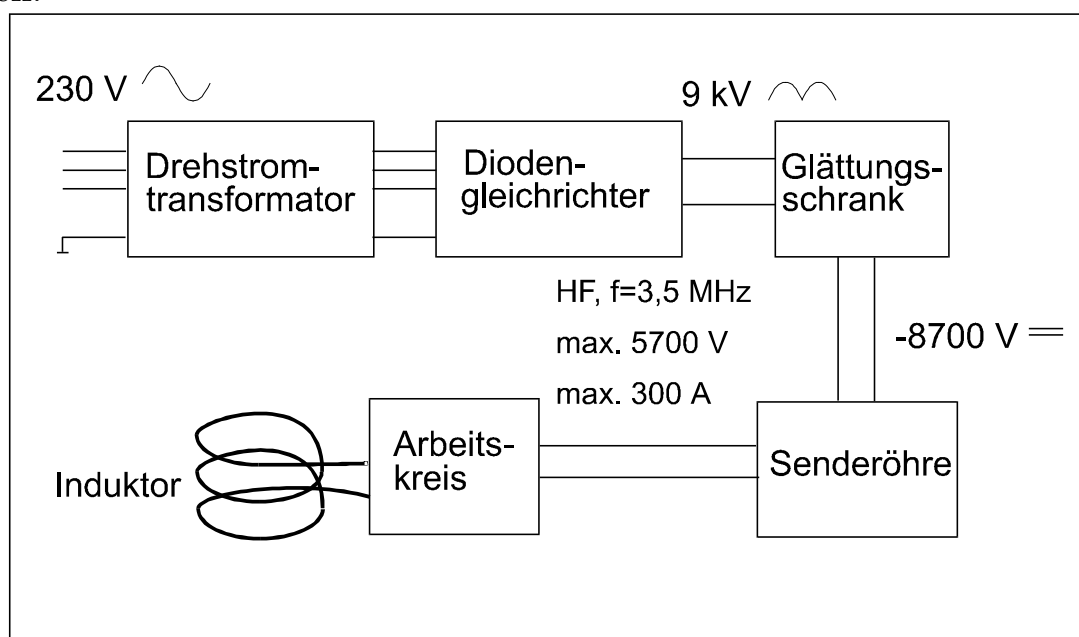 230 V
9 kV
Drehstrom-
transformator
Dioden-
gleichrichter
Glättungs-
schrank
HF, f=3,5 MHz
max. 5700 V
max. 300 A
-8700 V
Induktor
Arbeits-
kreis
Senderöhre